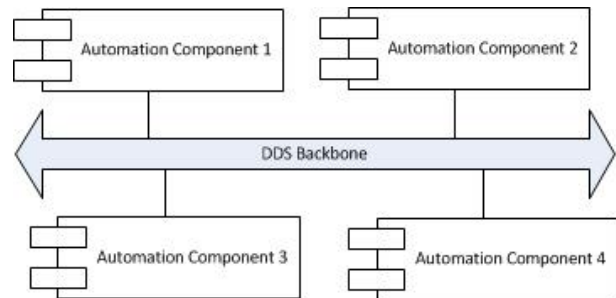 Automation Component 1
Automation Component 2
DDS Backbone
Automation Component 3
Automation Component 4